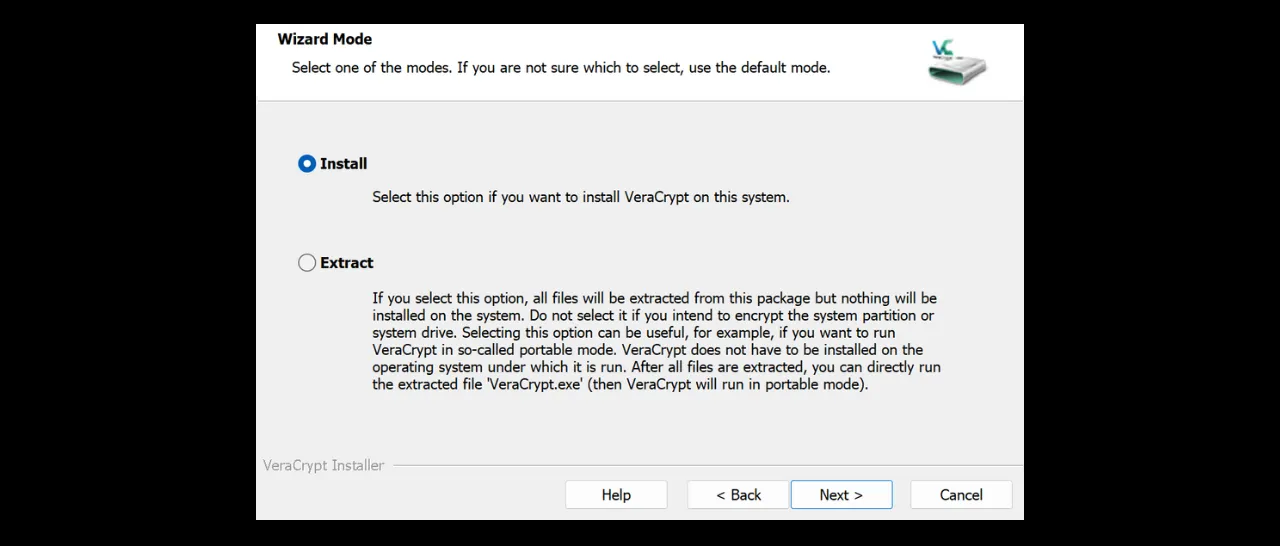 Wizard Mode
Select one of the modes. If you are not sure which to select, use the default mode.
VC
Install
Select this option if you want to install VeraCrypt on this system.
Extract
If you select this option, all files will be extracted from this package but nothing will be
installed on the system. Do not select it if you intend to encrypt the system partition or
system drive. Selecting this option can be useful, for example, if you want to run
VeraCrypt in so-called portable mode. VeraCrypt does not have to be installed on the
operating system under which it is run. After all files are extracted, you can directly run
the extracted file 'VeraCrypt.exe' (then VeraCrypt will run in portable mode).
VeraCrypt Installer
Help
< Back
Next >
Cancel